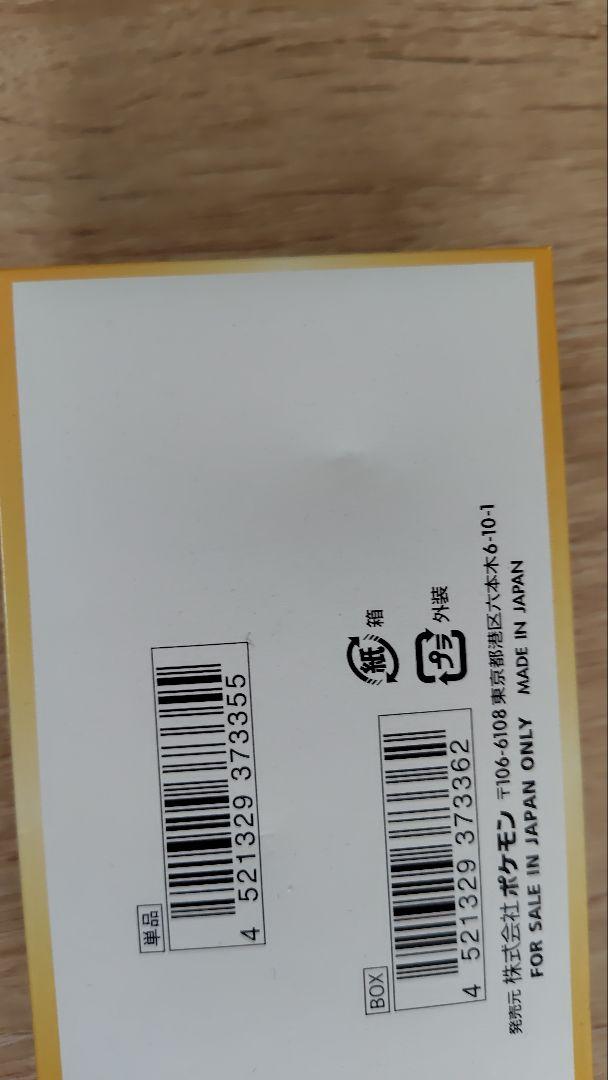 単品
4 521329 373355
紙 箱
プラ 外装
BOX
4 521329 373362
発売元 株式会社ポケモン 〒106-6108 東京都港区六本木6-10-1
FOR SALE IN JAPAN ONLY MADE IN JAPAN